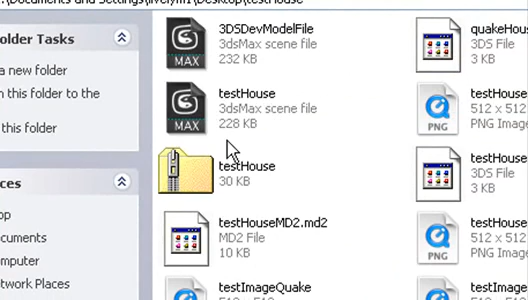 :\Documents and Settings\livelym1\Desktop\testHouse
older Tasks
a new folder
n this folder to the
this folder
ces
op
cuments
mputer
twork Places
3DSDevModelFile
3dsMax scene file
232 KB
MAX
testHouse
3dsMax scene file
228 KB
MAX
testHouse
30 KB
testHouseMD2.md2
MD2 File
10 KB
testImageQuake
quakeHous
3DS File
3 KB
testHouse
512 x 512
PNG Image
PNG
testHouse
3DS File
3 KB
testHouse
512 x 512
PNG Image
PNG
testImage